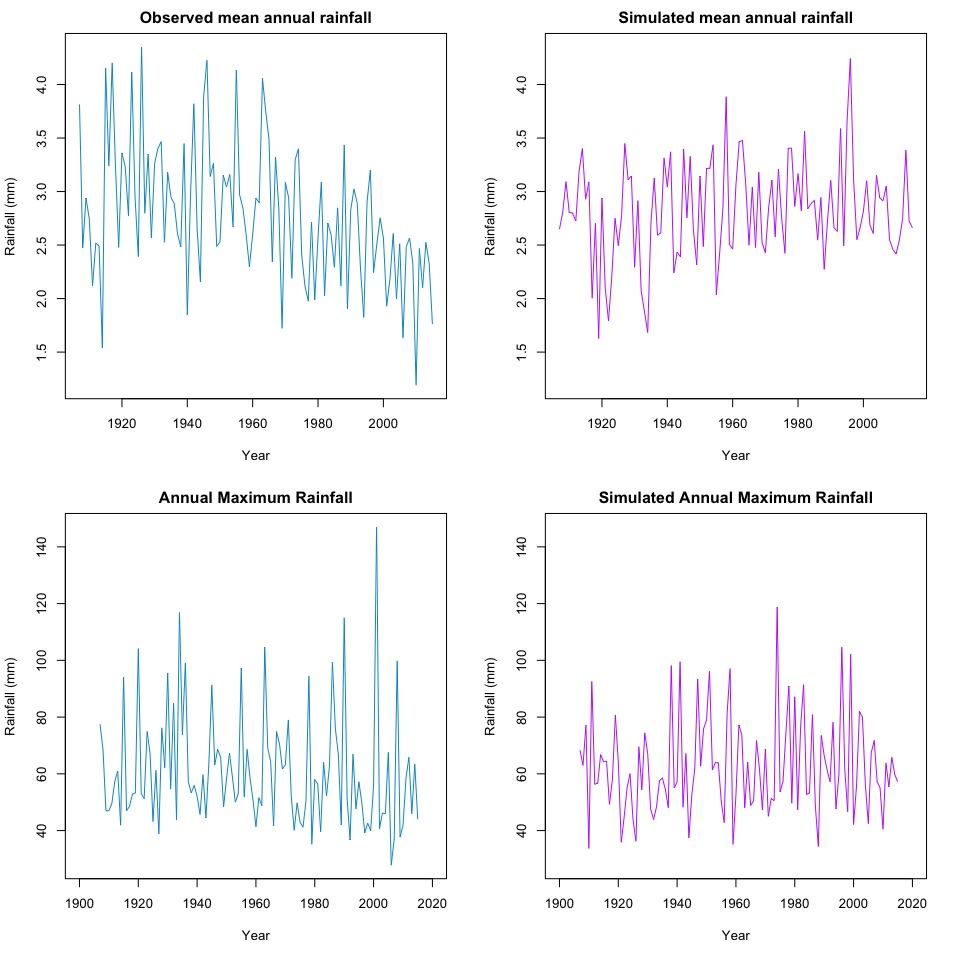 Observed mean annual rainfall
Rainfall (mm)
4.0
3.5
3.0
2.5
2.0
1.5
1920 1940 1960 1980 2000
Year
Simulated mean annual rainfall
Rainfall (mm)
4.0
3.5
3.0
2.5
2.0
1.5
1920 1940 1960 1980 2000
Year
Annual Maximum Rainfall
Rainfall (mm)
140
120
100
80
60
40
1900 1920 1940 1960 1980 2000 2020
Year
Simulated Annual Maximum Rainfall
Rainfall (mm)
140
120
100
80
60
40
1900 1920 1940 1960 1980 2000 2020
Year